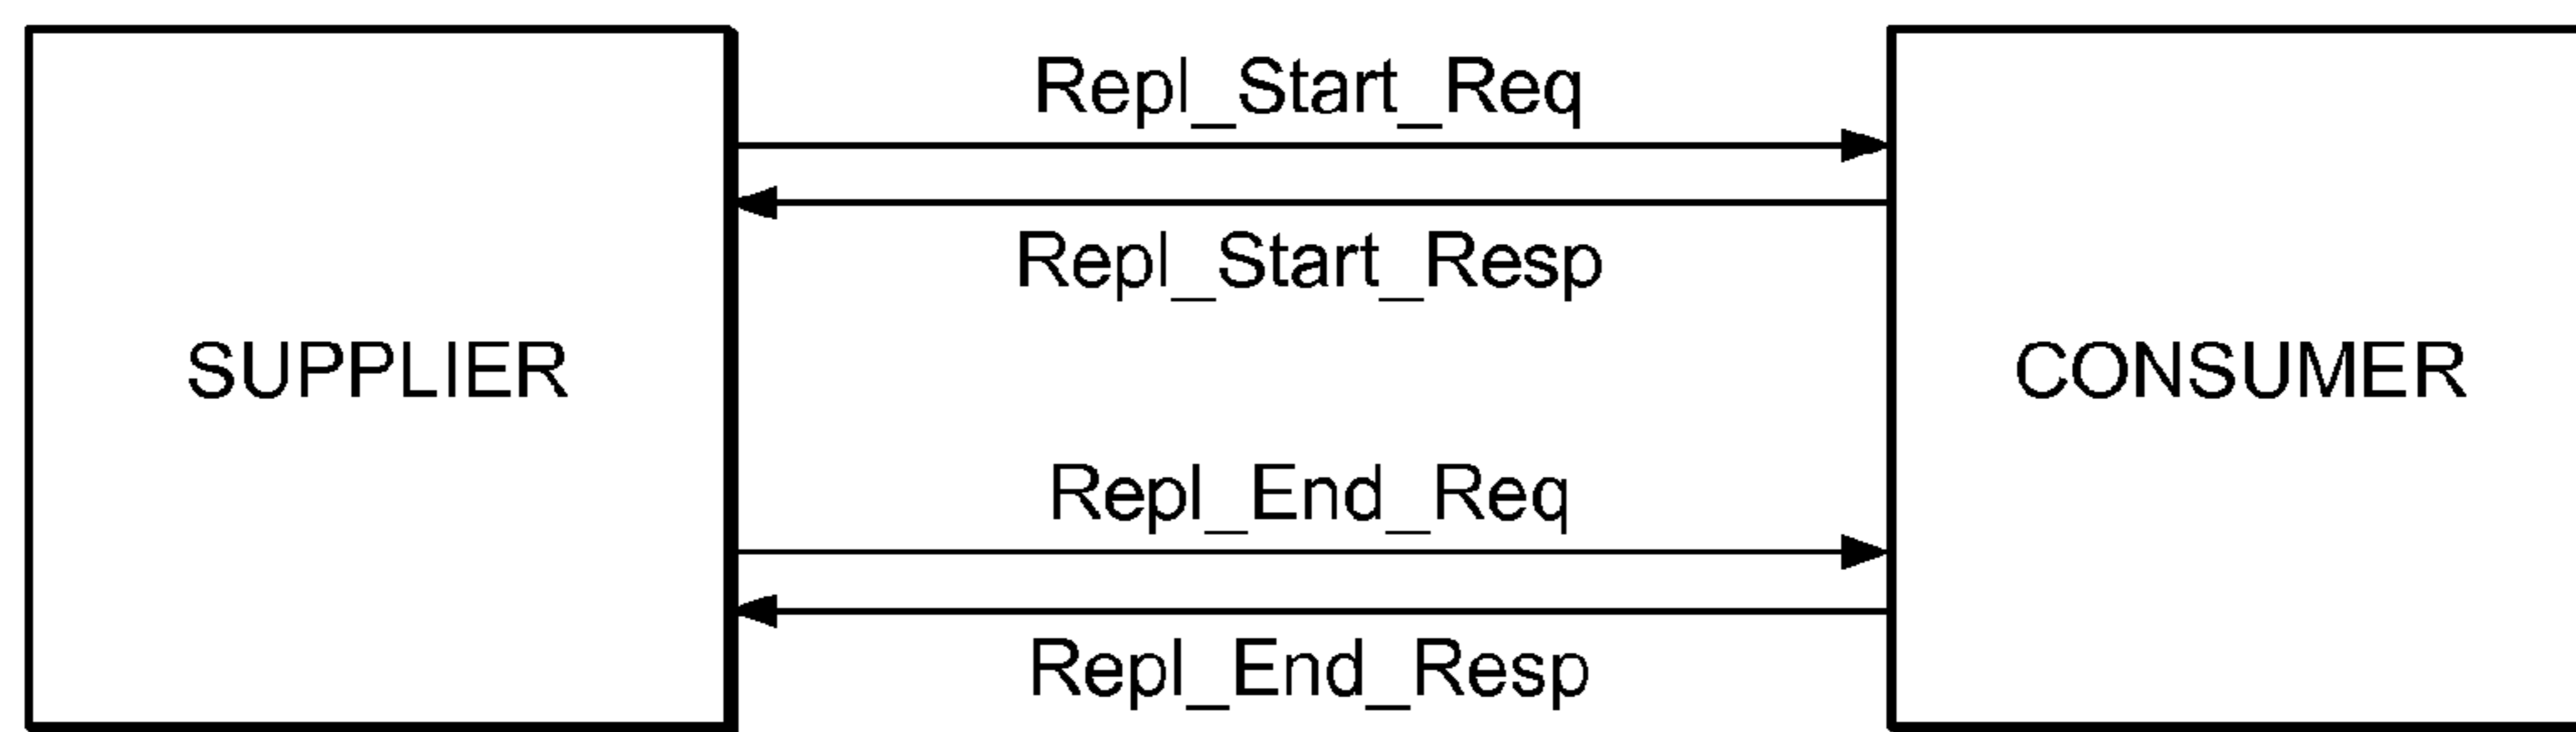 Repl_Start_Req
Repl_Start_Resp
SUPPLIER
CONSUMER
Repl_End_Req
Repl_End_Resp